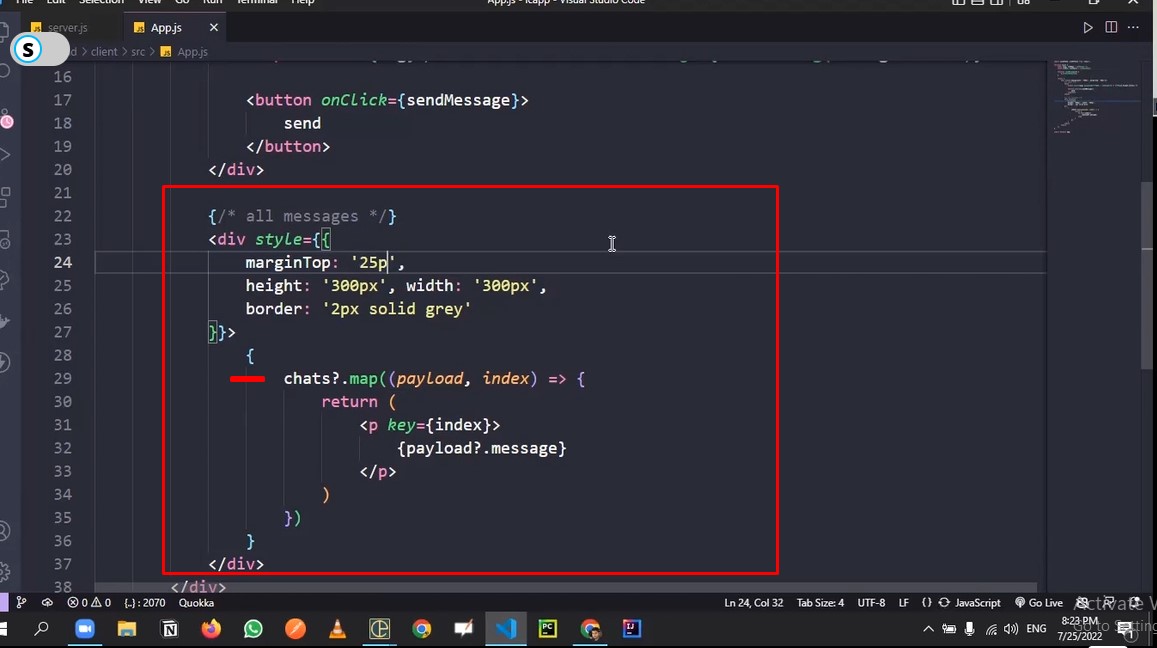 File Edit Selection View Go Run Terminal Help
App.js - icapp - Visual Studio Code
server.js
App.js
S
client > src > App.js
16
17 <button onClick={sendMessage}>
18 send
19 </button>
20 </div>
21
22 {/* all messages */}
23 <div style={{
24 marginTop: '25p',
25 height: '300px', width: '300px',
26 border: '2px solid grey'
27 }}>
28 {
29 chats?.map((payload, index) => {
30 return (
31 <p key={index}>
32 {payload?.message}
33 </p>
34 )
35 })
36 }
37 </div>
38 </div>
0 0 {..} : 2070 Quokka
Ln 24, Col 32 Tab Size: 4 UTF-8 LF {} JavaScript Go Live
Activate
Go to Settin
ENG
8:23 PM
7/25/2022
1
PC
IJ